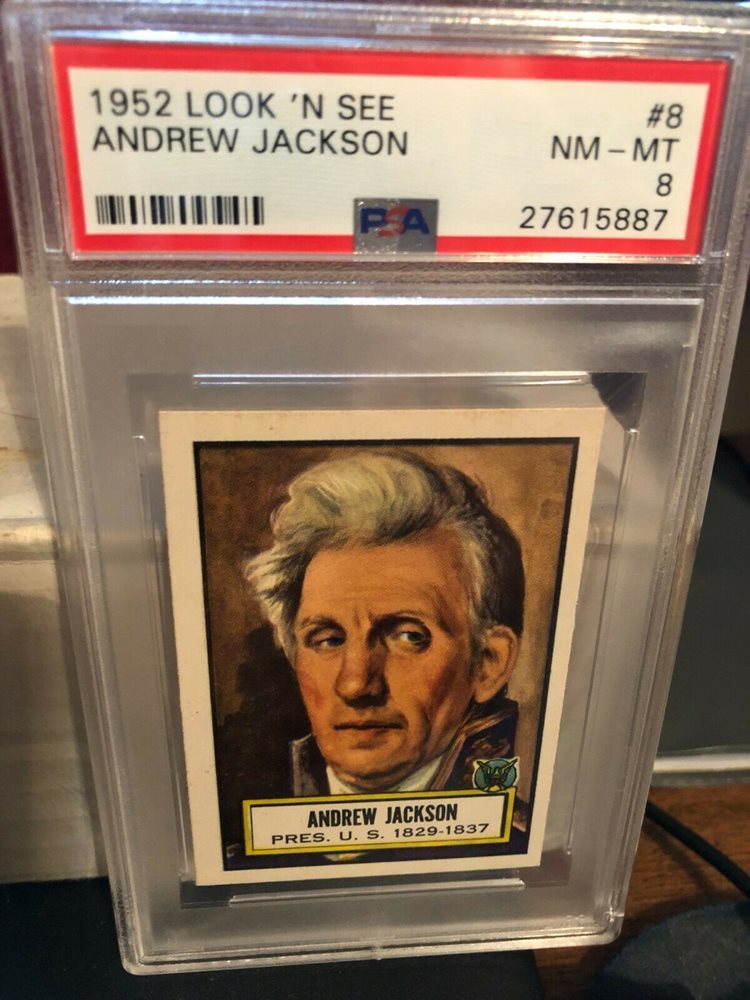 1952 LOOK 'N SEE
#8
ANDREW JACKSON
NM - MT
8
PSA
27615887
ANDREW JACKSON
PRES. U. S. 1829-1837